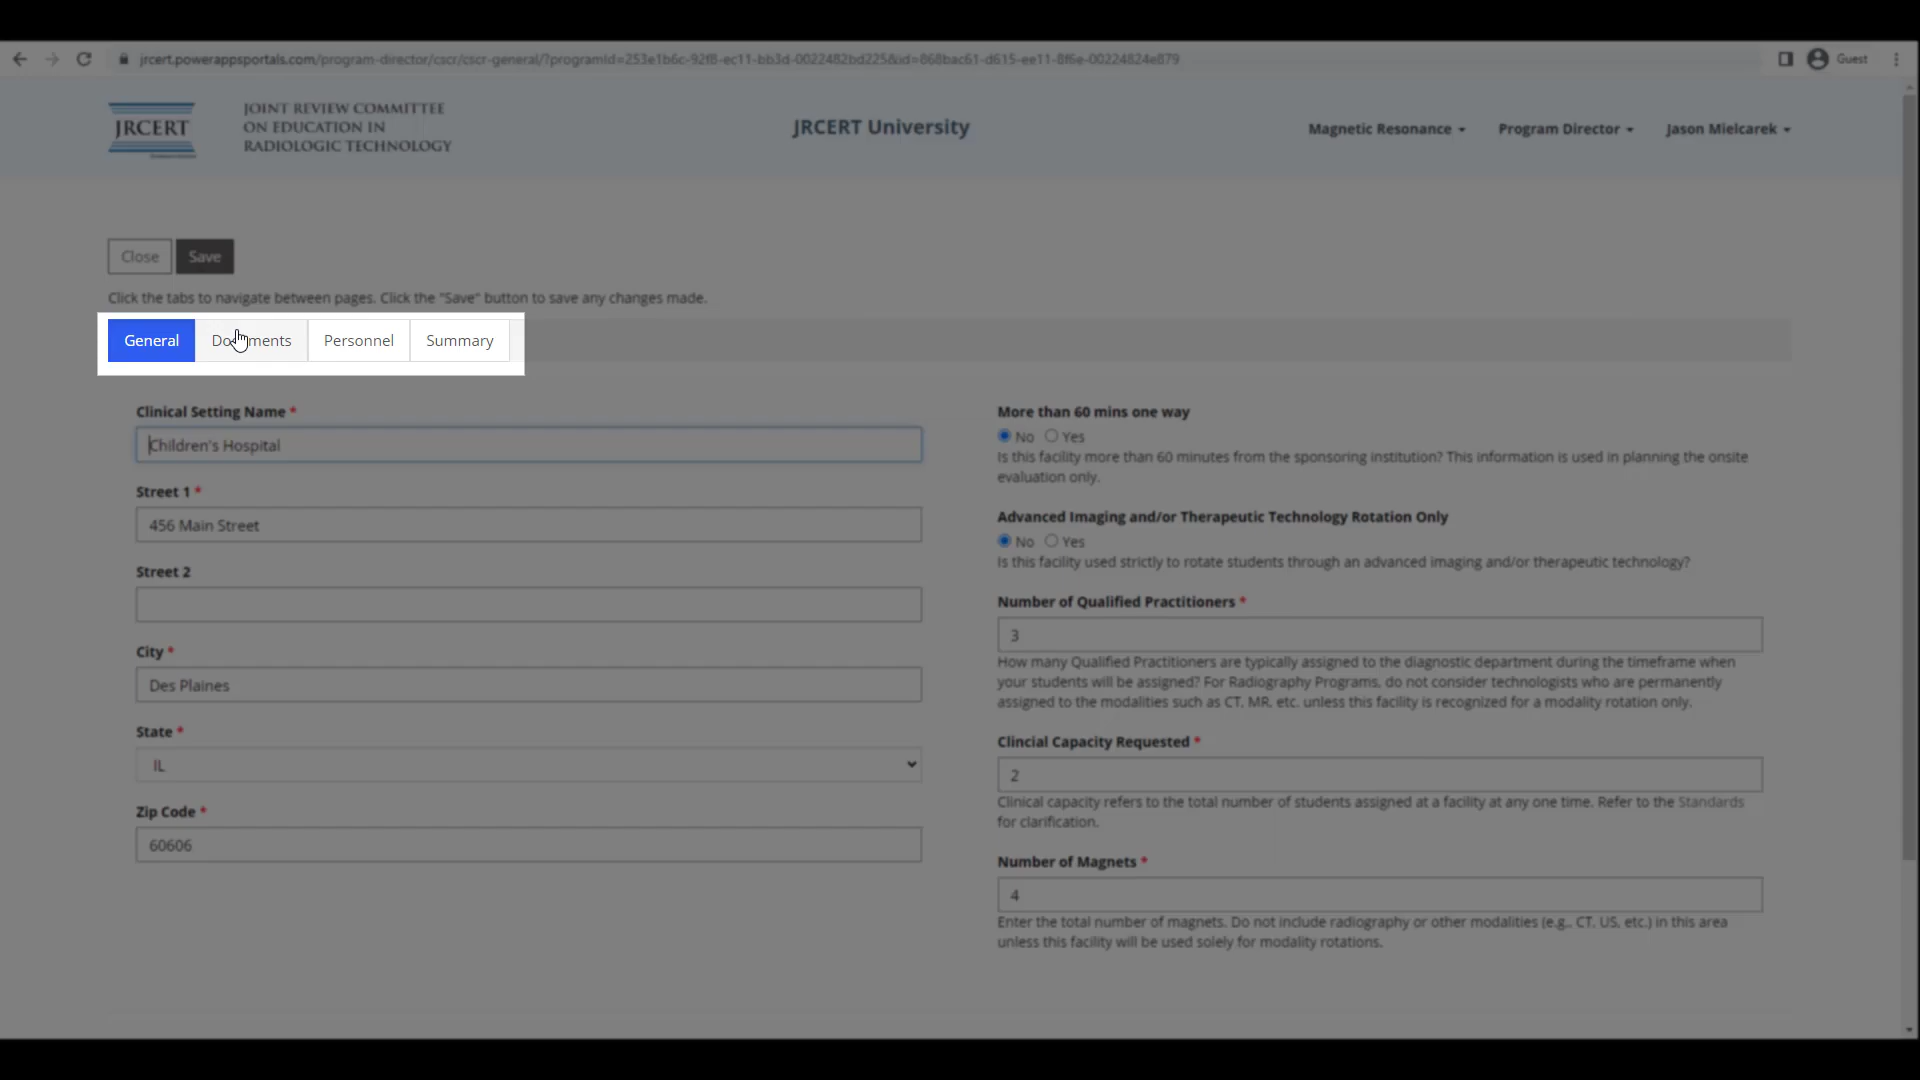 jrcert.powerappsportals.com/program-director/cscr/cscr-general/?programId=253e1b6c-92f8-ec11-bb3d-0022482bd225&id=868bac61-d615-ee11-8f6e-00224824e879
Guest
JRCERT
JOINT REVIEW COMMITTEE
ON EDUCATION IN
RADIOLOGIC TECHNOLOGY
JRCERT University
Magnetic Resonance
Program Director
Jason Mielcarek
Close
Save
Click the tabs to navigate between pages. Click the "Save" button to save any changes made.
General
Documents
Personnel
Summary
Clinical Setting Name *
Children's Hospital
Street 1 *
456 Main Street
Street 2
City *
Des Plaines
State *
IL
Zip Code *
60606
More than 60 mins one way
No Yes
Is this facility more than 60 minutes from the sponsoring institution? This information is used in planning the onsite
evaluation only.
Advanced Imaging and/or Therapeutic Technology Rotation Only
No Yes
Is this facility used strictly to rotate students through an advanced imaging and/or therapeutic technology?
Number of Qualified Practitioners *
3
How many Qualified Practitioners are typically assigned to the diagnostic department during the timeframe when
your students will be assigned? For Radiography Programs, do not consider technologists who are permanently
assigned to the modalities such as CT, MR, etc. unless this facility is recognized for a modality rotation only.
Clincial Capacity Requested *
2
Clinical capacity refers to the total number of students assigned at a facility at any one time. Refer to the Standards
for clarification.
Number of Magnets *
4
Enter the total number of magnets. Do not include radiography or other modalities (e.g., CT, US, etc.) in this area
unless this facility will be used solely for modality rotations.